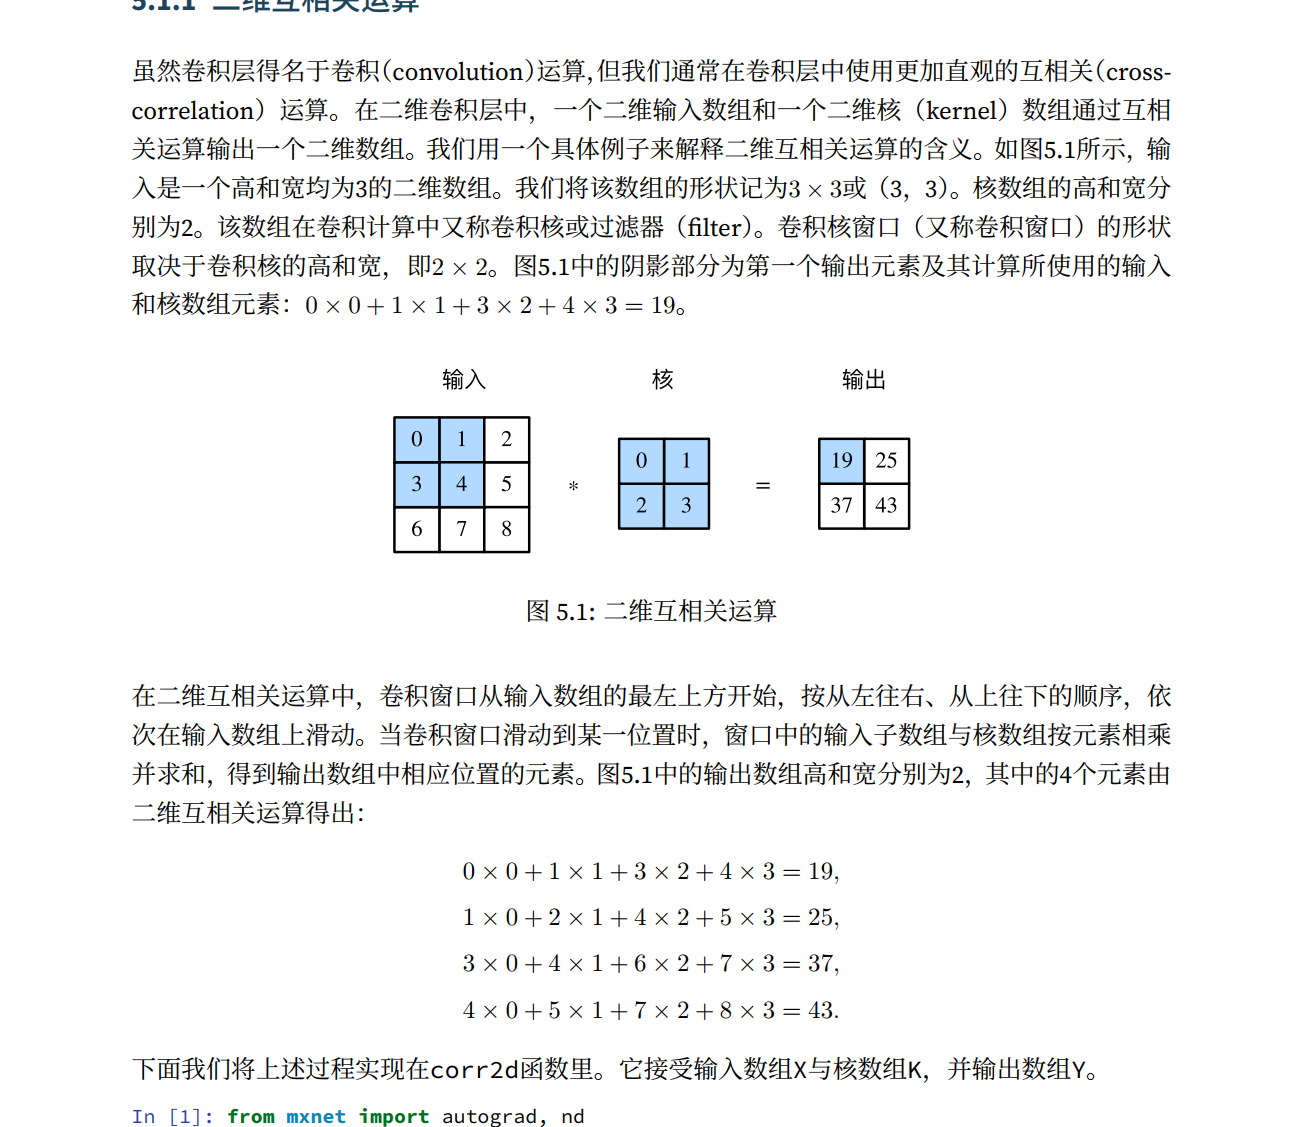 5.1.1 二维互相关运算
虽然卷积层得名于卷积（convolution）运算，但我们通常在卷积层中使用更加直观的互相关（cross-
correlation）运算。在二维卷积层中，一个二维输入数组和一个二维核（kernel）数组通过互相
关运算输出一个二维数组。我们用一个具体例子来解释二维互相关运算的含义。如图5.1所示，输
入是一个高和宽均为3的二维数组。我们将该数组的形状记为3 × 3或（3，3）。核数组的高和宽分
别为2。该数组在卷积计算中又称卷积核或过滤器（filter）。卷积核窗口（又称卷积窗口）的形状
取决于卷积核的高和宽，即2 × 2。图5.1中的阴影部分为第一个输出元素及其计算所使用的输入
和核数组元素：0 × 0 + 1 × 1 + 3 × 2 + 4 × 3 = 19。
输入 核 输出
0 1 2
3 4 5
6 7 8
*
0 1
2 3
=
19 25
37 43
图 5.1: 二维互相关运算
在二维互相关运算中，卷积窗口从输入数组的最左上方开始，按从左往右、从上往下的顺序，依
次在输入数组上滑动。当卷积窗口滑动到某一位置时，窗口中的输入子数组与核数组按元素相乘
并求和，得到输出数组中相应位置的元素。图5.1中的输出数组高和宽分别为2，其中的4个元素由
二维互相关运算得出：
0 × 0 + 1 × 1 + 3 × 2 + 4 × 3 = 19,
1 × 0 + 2 × 1 + 4 × 2 + 5 × 3 = 25,
3 × 0 + 4 × 1 + 6 × 2 + 7 × 3 = 37,
4 × 0 + 5 × 1 + 7 × 2 + 8 × 3 = 43.
下面我们将上述过程实现在corr2d函数里。它接受输入数组X与核数组K，并输出数组Y。
In [1]: from mxnet import autograd, nd